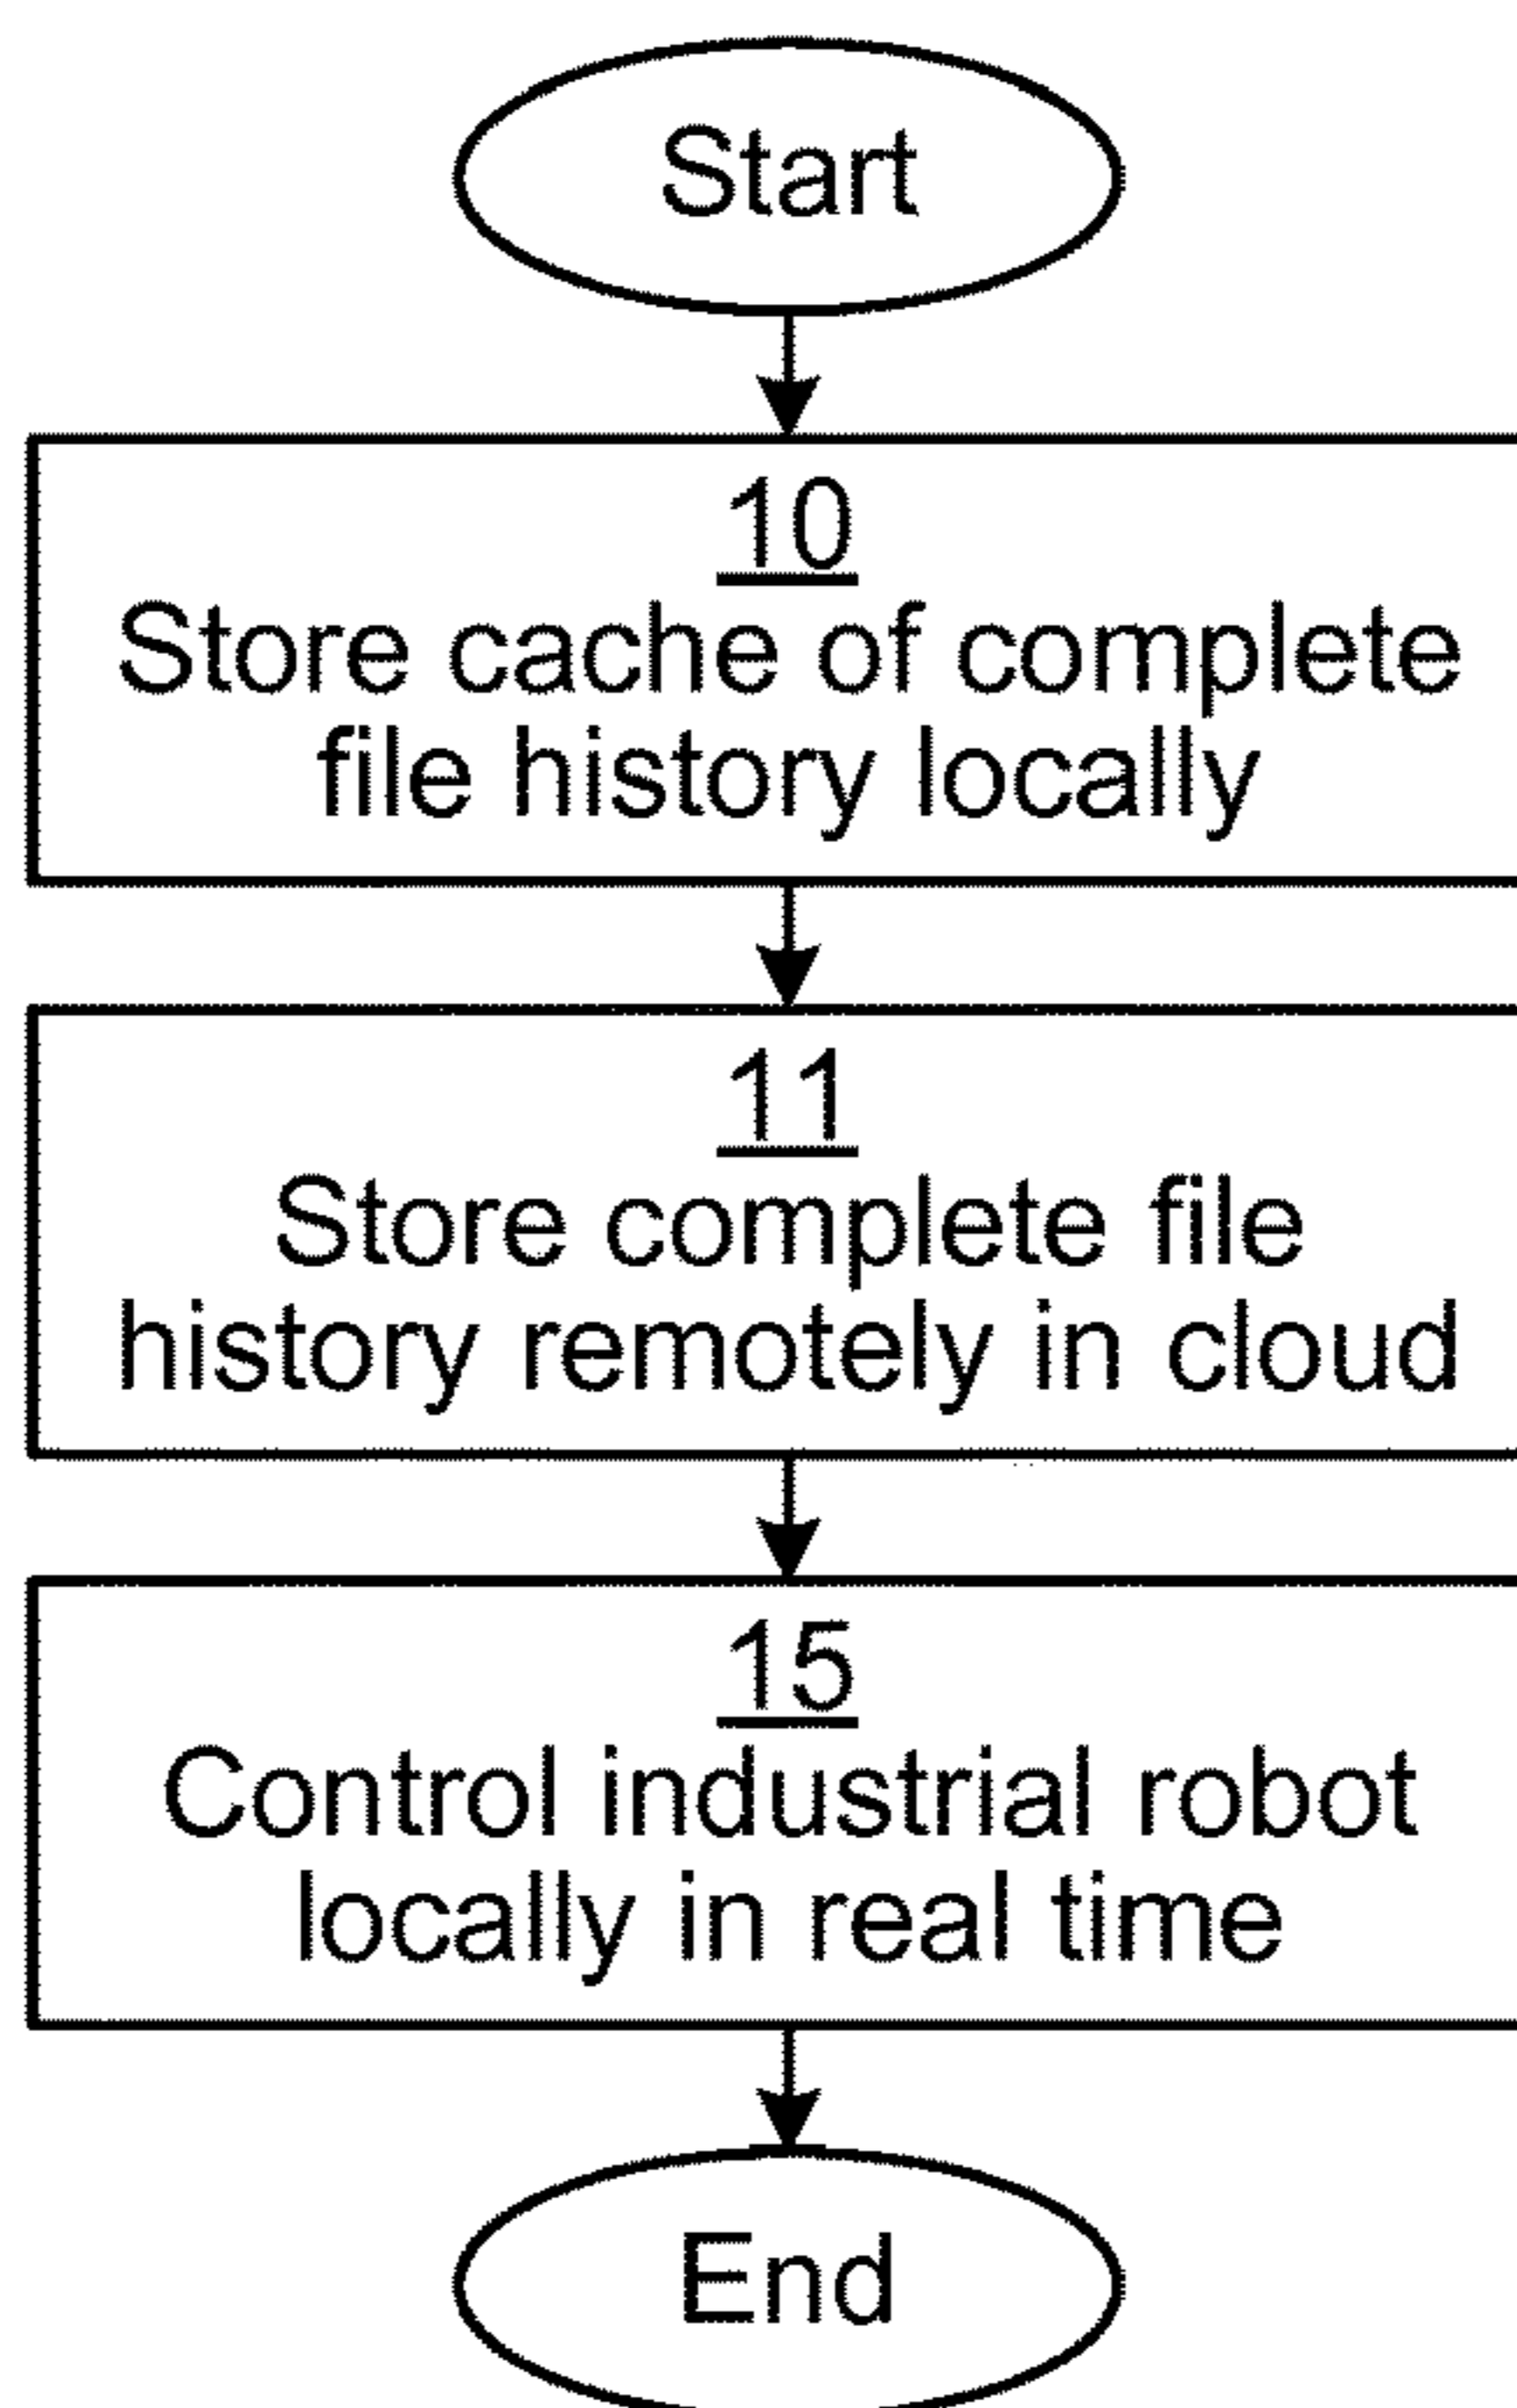 Start
10
Store cache of complete
file history locally
11
Store complete file
history remotely in cloud
15
Control industrial robot
locally in real time
End